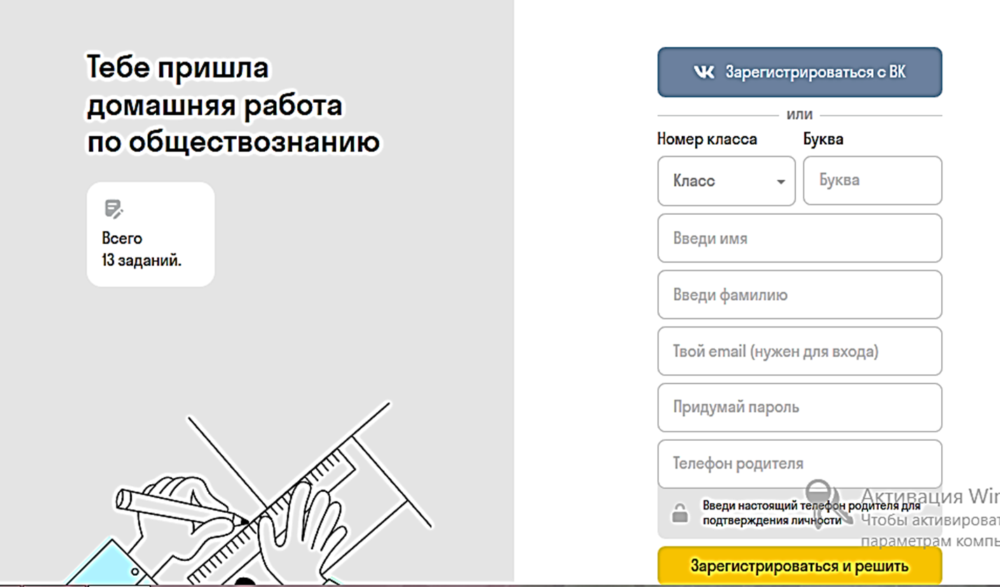 Тебе пришла
домашняя работа
по обществознанию
Всего
13 заданий.
Зарегистрироваться с ВК
или
Номер класса Буква
Класс Буква
Введи имя
Введи фамилию
Твой email (нужен для входа)
Придумай пароль
Телефон родителя
Введи настоящий телефон родителя для
подтверждения личности
Активация Win
Чтобы активироват
параметрам компь
Зарегистрироваться и решить